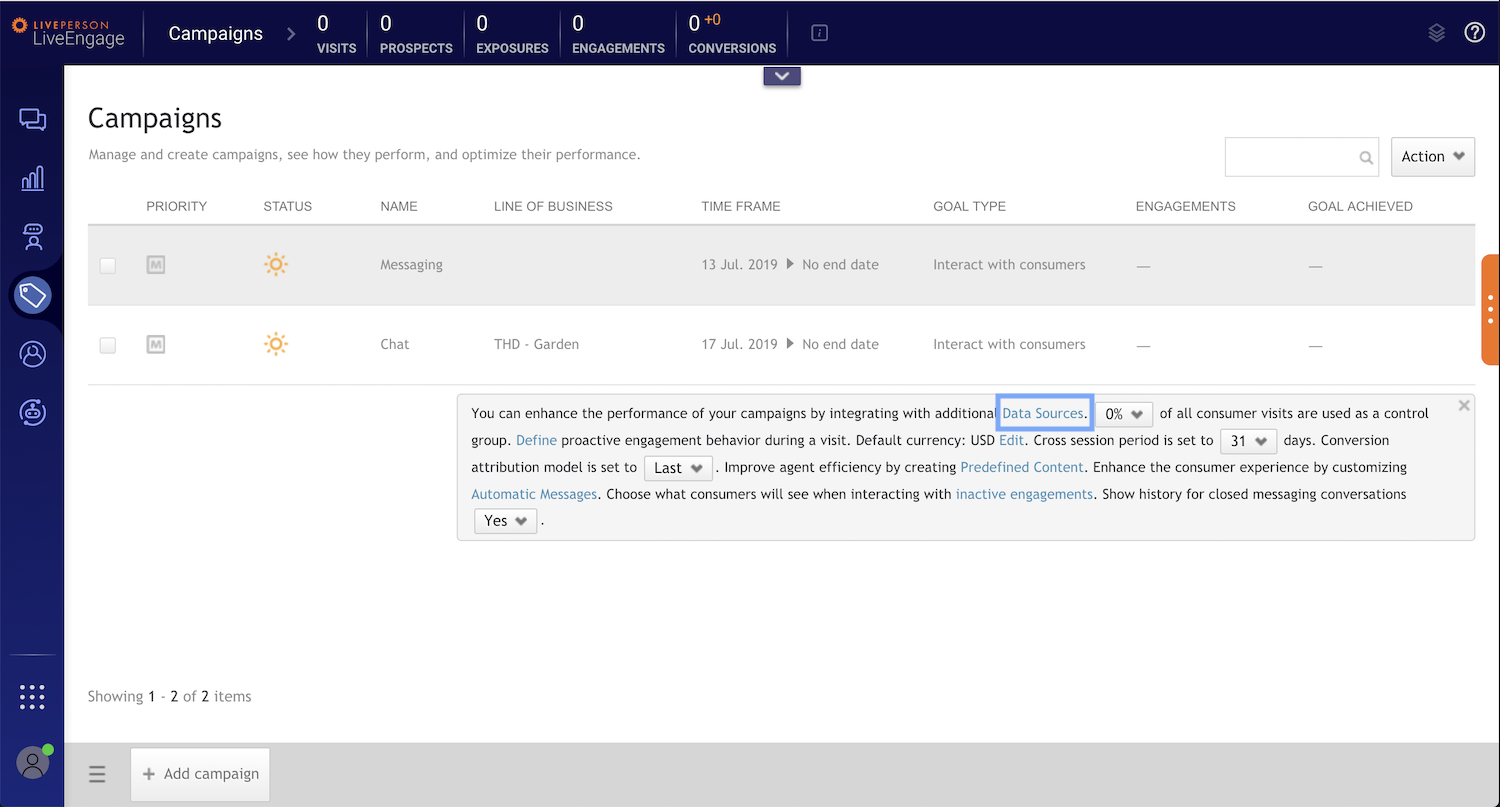 LIVEPERSON
LiveEngage
Campaigns
0 VISITS
0 PROSPECTS
0 EXPOSURES
0 ENGAGEMENTS
0 +0 CONVERSIONS
i
?
Campaigns
Manage and create campaigns, see how they perform, and optimize their performance.
Action
PRIORITY STATUS NAME LINE OF BUSINESS TIME FRAME GOAL TYPE ENGAGEMENTS GOAL ACHIEVED
M Messaging 13 Jul. 2019 No end date Interact with consumers — —
M Chat THD - Garden 17 Jul. 2019 No end date Interact with consumers — —
You can enhance the performance of your campaigns by integrating with additional Data Sources. 0% of all consumer visits are used as a control
group. Define proactive engagement behavior during a visit. Default currency: USD Edit. Cross session period is set to 31 days. Conversion
attribution model is set to Last . Improve agent efficiency by creating Predefined Content. Enhance the consumer experience by customizing
Automatic Messages. Choose what consumers will see when interacting with inactive engagements. Show history for closed messaging conversations
Yes .
Showing 1 - 2 of 2 items
+ Add campaign